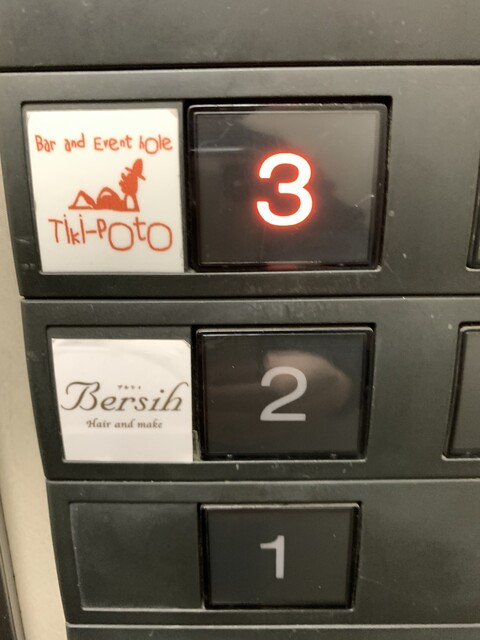 Bar and Event hOle
Tiki-POtO
3
Bersih
Hair and make
2
1